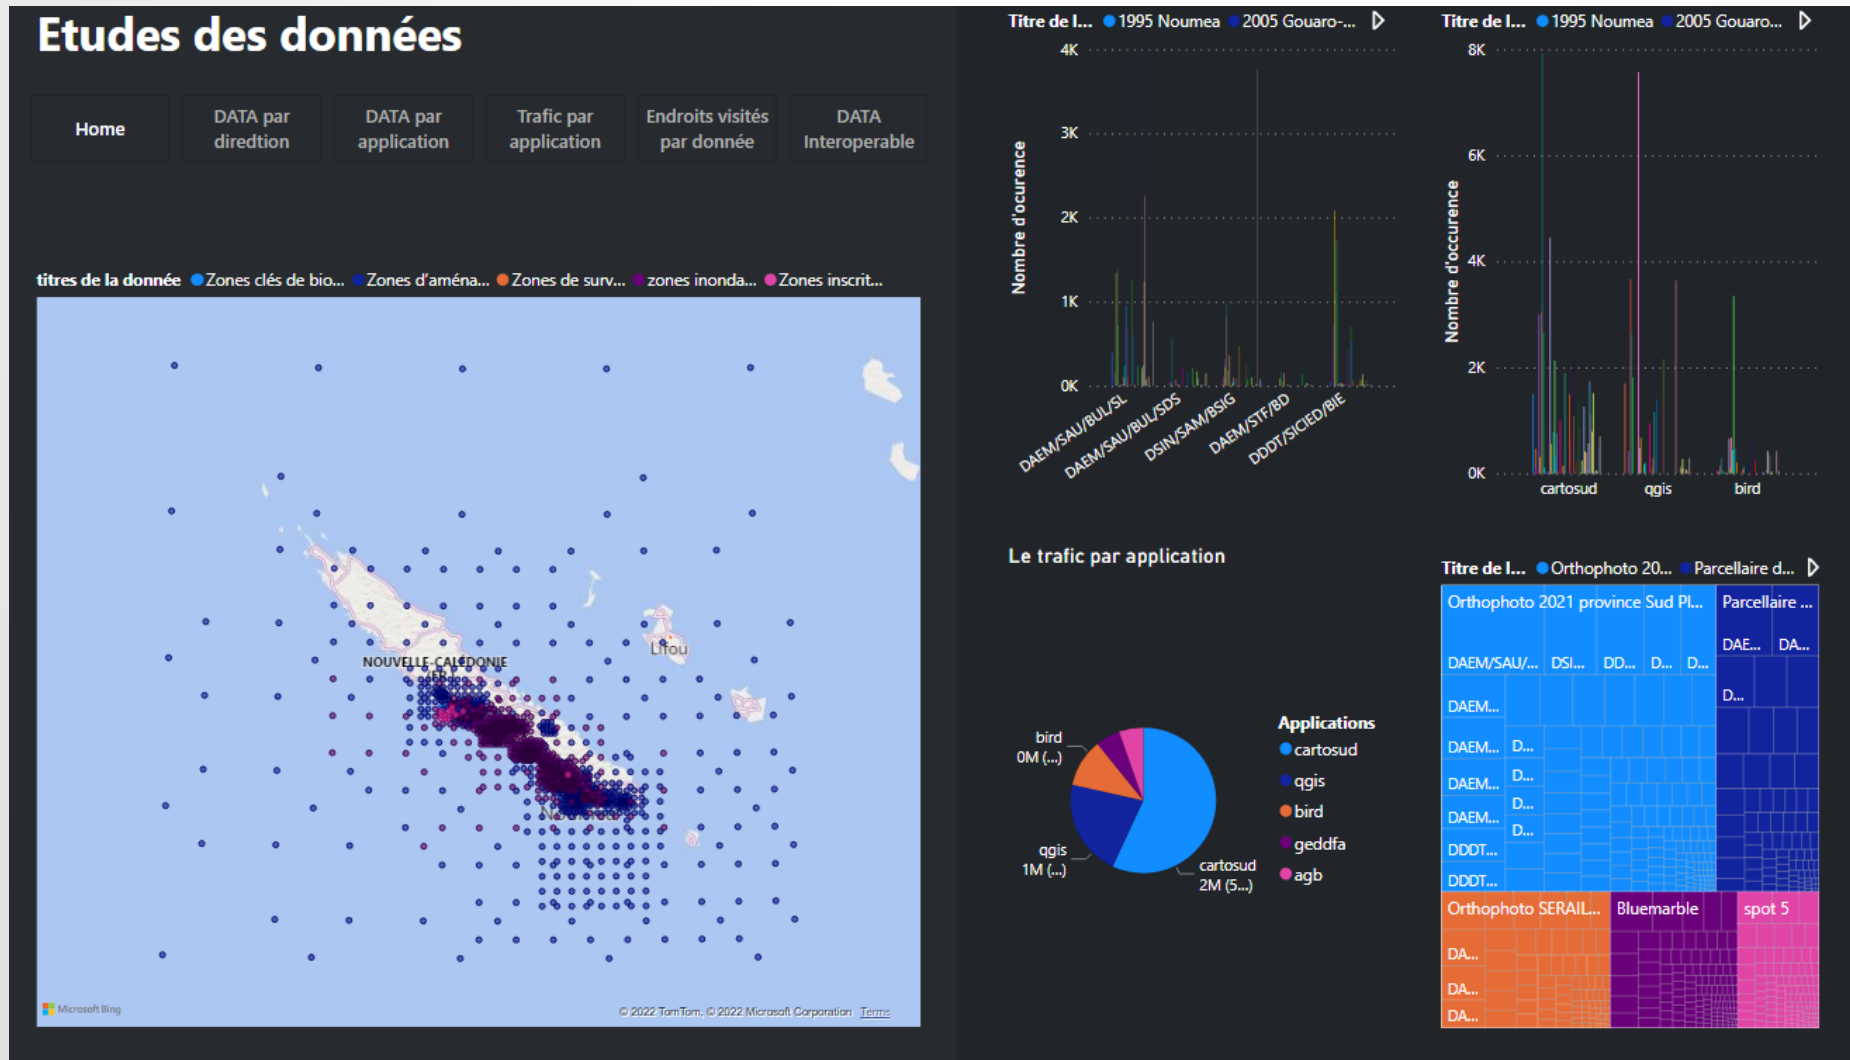 Etudes des données
Home
DATA par
diredtion
DATA par
application
Trafic par
application
Endroits visités
par donnée
DATA
Interoperable
titres de la donnée Zones clés de bio... Zones d'aména... Zones de surv... zones inonda... Zones inscrit...
NOUVELLE-CALÉDONIE
Lifou
Microsoft Bing
© 2022 TomTom, © 2022 Microsoft Corporation Terms
Titre de l... 1995 Noumea 2005 Gouaro-...
Nombre d'ocurence
4K
3K
2K
1K
0K
DAEM/SAU/BUL/SL
DAEM/SAU/BUL/SDS
DSIN/SAM/BSIG
DAEM/STF/BD
DDDT/SICIED/BIE
Titre de l... 1995 Noumea 2005 Gouaro...
Nombre d'occurence
8K
6K
4K
2K
0K
cartosud
qgis
bird
Le trafic par application
bird
0M (...)
qgis
1M (...)
cartosud
2M (5...)
Applications
cartosud
qgis
bird
geddfa
agb
Titre de l... Orthophoto 20... Parcellaire d...
Orthophoto 2021 province Sud Pl...
DAEM/SAU/... DSI... DD... D... D...
DAEM...
DAEM... D...
DAEM... D...
DAEM... D...
DDDT... D...
DDDT...
Parcellaire ...
DAE... DA...
D...
Orthophoto SERAIL...
DA...
DA...
DA...
Bluemarble
spot 5